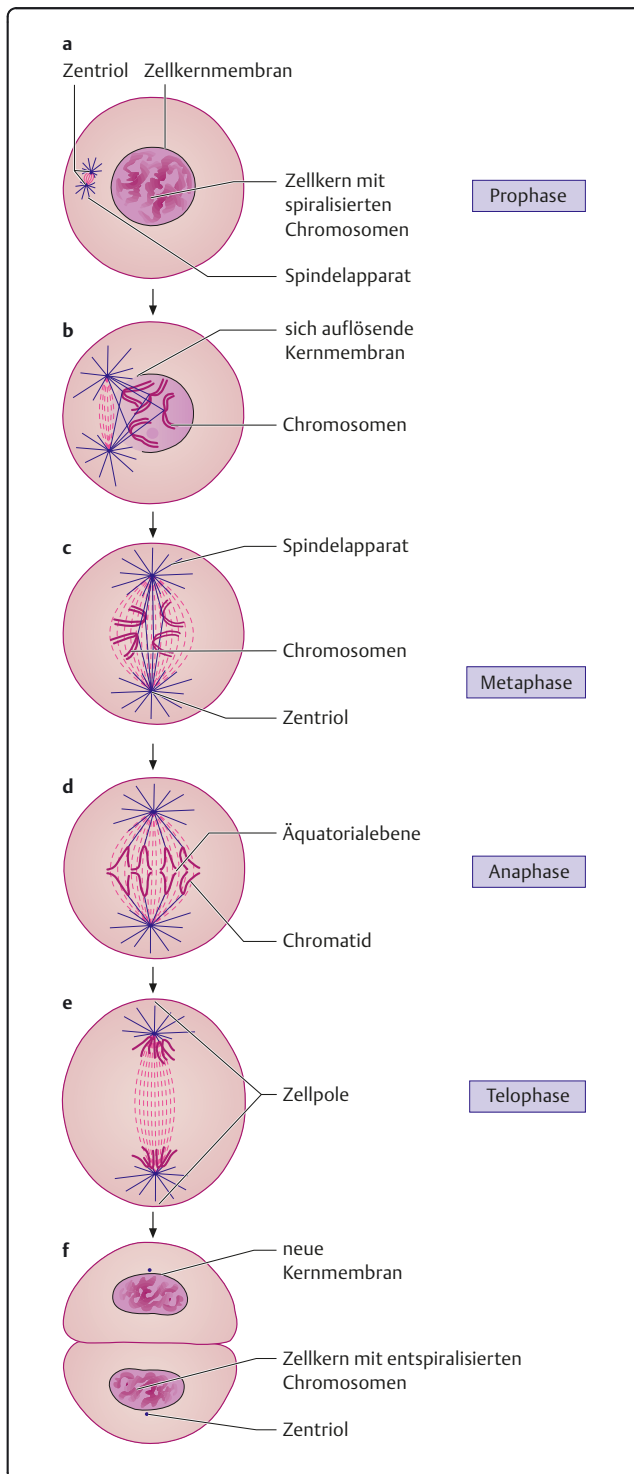 a
Zentriol Zellkernmembran
Zellkern mit
spiralisierten
Chromosomen
Prophase
Spindelapparat
b
sich auflösende
Kernmembran
Chromosomen
c
Spindelapparat
Chromosomen
Metaphase
Zentriol
d
Äquatorialebene
Anaphase
Chromatid
e
Zellpole
Telophase
f
neue
Kernmembran
Zellkern mit entspiralisierten
Chromosomen
Zentriol